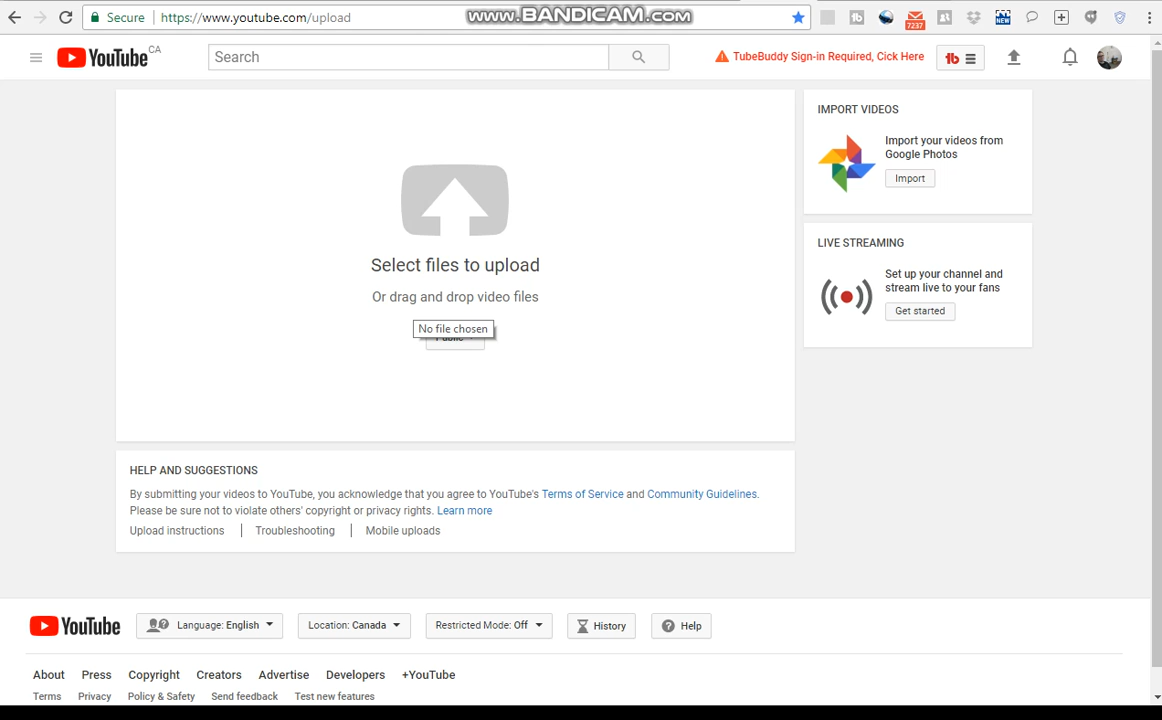 Secure
https://www.youtube.com/upload
www.BANDICAM.com
7237
NEW
YouTube CA
Search
TubeBuddy Sign-in Required, Cick Here
tb
Select files to upload
Or drag and drop video files
No file chosen
Public
IMPORT VIDEOS
Import your videos from
Google Photos
Import
LIVE STREAMING
Set up your channel and
stream live to your fans
Get started
HELP AND SUGGESTIONS
By submitting your videos to YouTube, you acknowledge that you agree to YouTube's Terms of Service and Community Guidelines.
Please be sure not to violate others' copyright or privacy rights. Learn more
Upload instructions | Troubleshooting | Mobile uploads
YouTube
Language: English
Location: Canada
Restricted Mode: Off
History
Help
About Press Copyright Creators Advertise Developers +YouTube
Terms Privacy Policy & Safety Send feedback Test new features